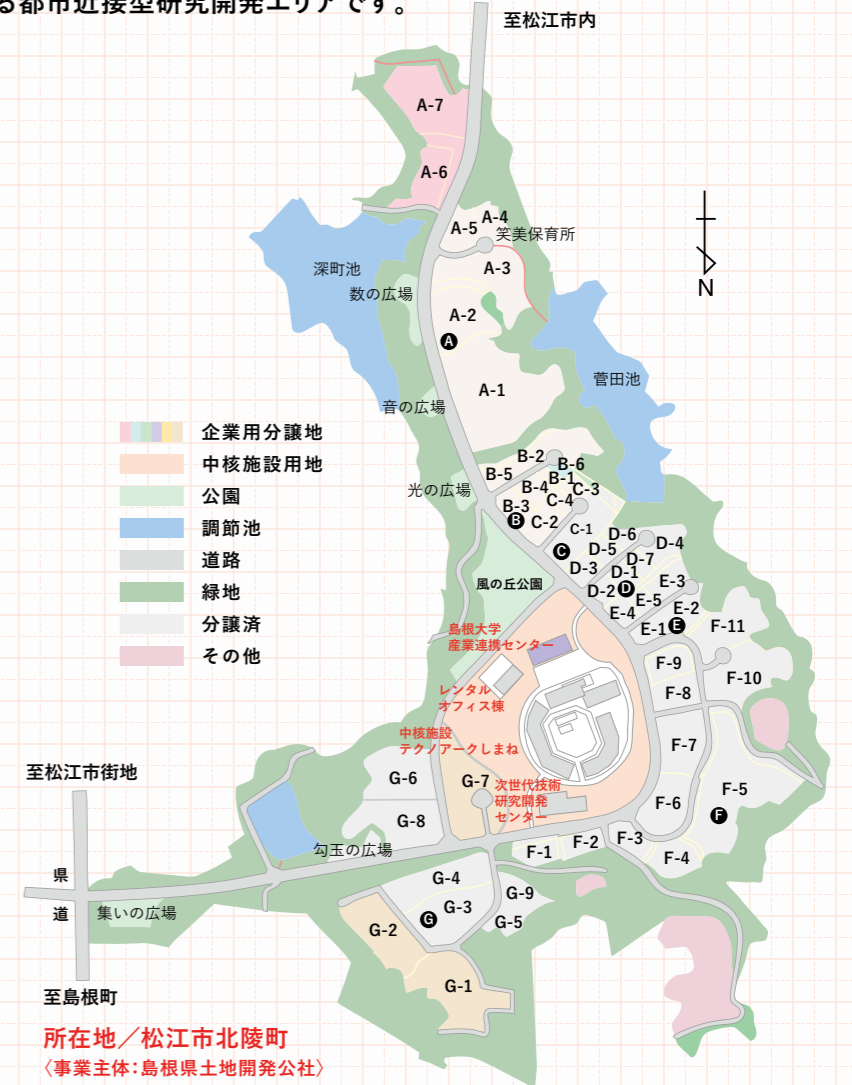 る都市近接型研究開発エリアです。
至松江市内
A-7
A-6
A-5
A-4
笑美保育所
A-3
深町池
数の広場
A-2
A
N
菅田池
A-1
音の広場
企業用分譲地
中核施設用地
公園
調節池
道路
緑地
分譲済
その他
B-2
B-6
B-5
B-1
B-4
C-3
C-4
光の広場
B-3
B
C-2
C-1
C
D-6
D-5
D-4
D-7
D-3
D-1
D-2
D
E-3
E-5
E-4
E-2
E-1
E
風の丘公園
F-11
島根大学
産業連携センター
F-9
F-10
F-8
レンタル
オフィス棟
中核施設
テクノアークしまね
F-7
G-6
G-7
次世代技術
研究開発
センター
F-5
F-6
F
G-8
勾玉の広場
F-1
F-2
F-3
F-4
至松江市街地
県
道
集いの広場
G-4
G-3
G
G-9
G-5
G-2
G-1
至島根町
所在地／松江市北陵町
〈事業主体：島根県土地開発公社〉